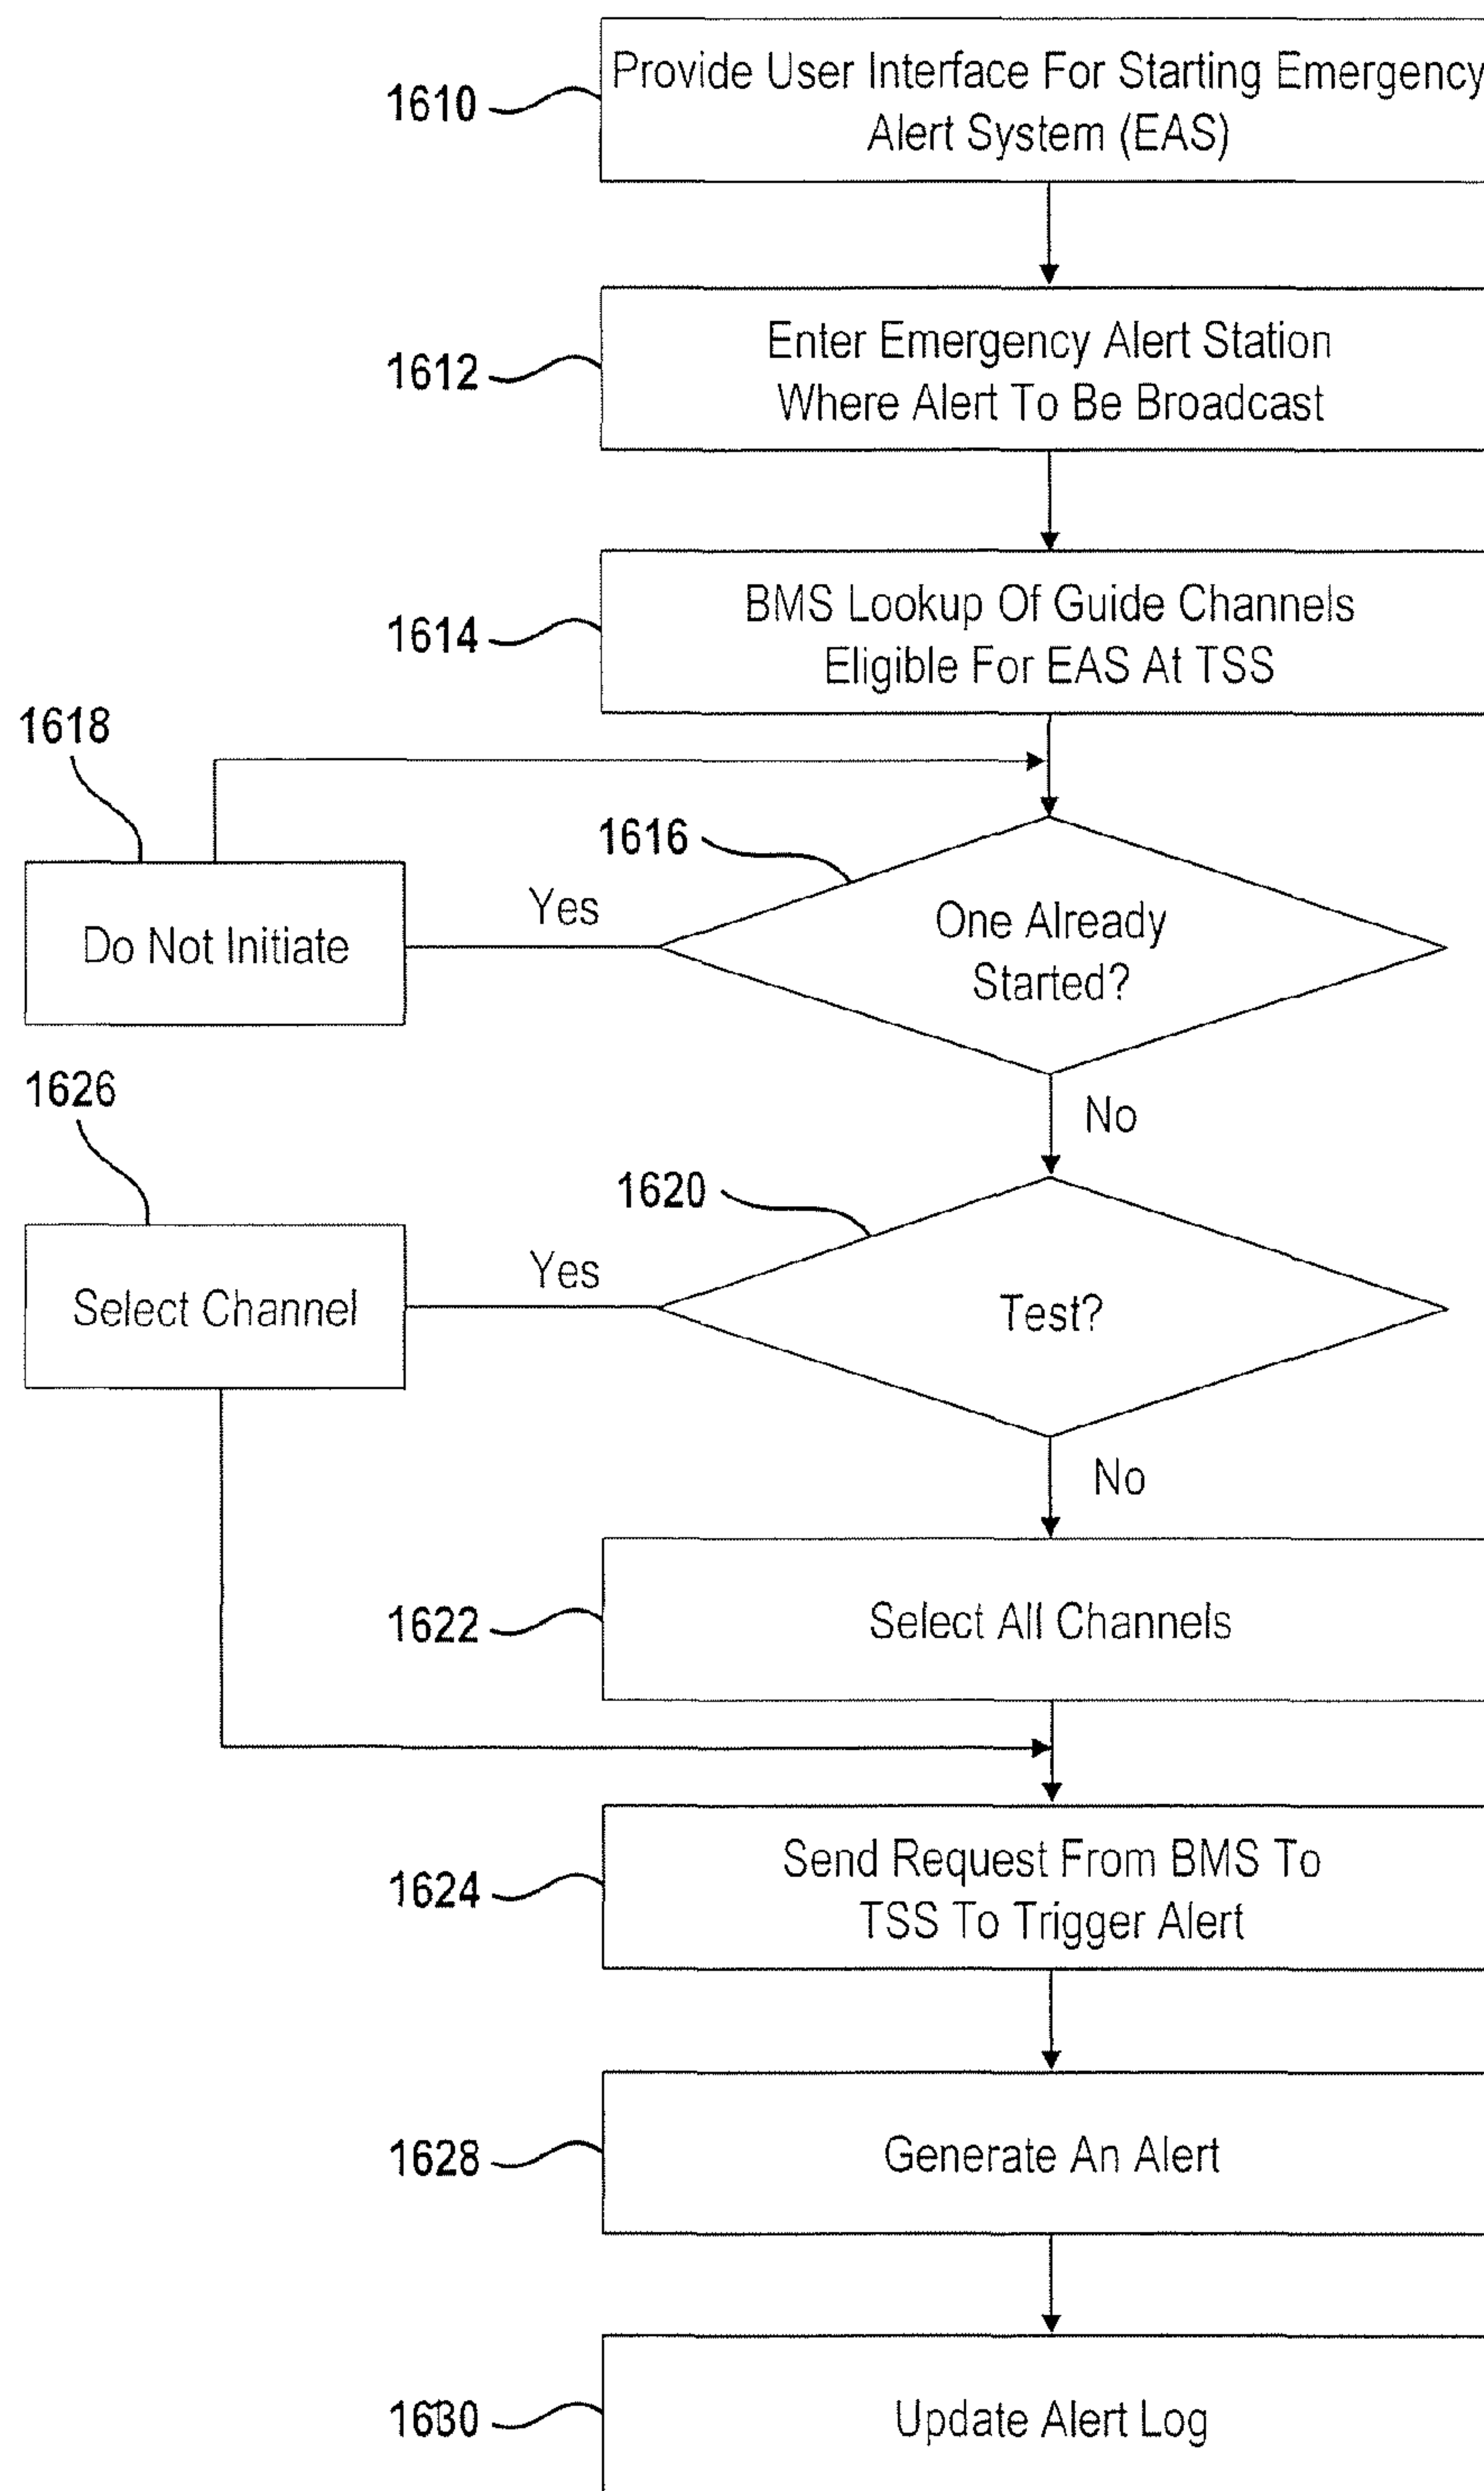 1610
Provide User Interface For Starting Emergency
Alert System (EAS)
1612
Enter Emergency Alert Station
Where Alert To Be Broadcast
1614
BMS Lookup Of Guide Channels
Eligible For EAS At TSS
1618
Do Not Initiate
Yes
1616
One Already
Started?
No
1626
Select Channel
Yes
1620
Test?
No
1622
Select All Channels
1624
Send Request From BMS To
TSS To Trigger Alert
1628
Generate An Alert
1630
Update Alert Log